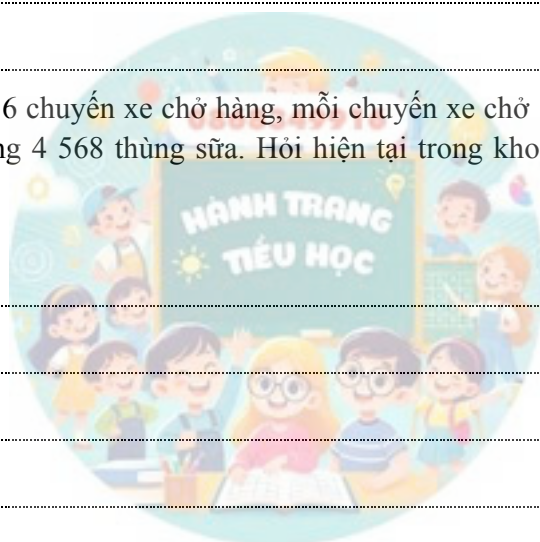 6 chuyến xe chở hàng, mỗi chuyến xe chở
ng 4 568 thùng sữa. Hỏi hiện tại trong kho
HÀNH TRANG
TIỂU HỌC